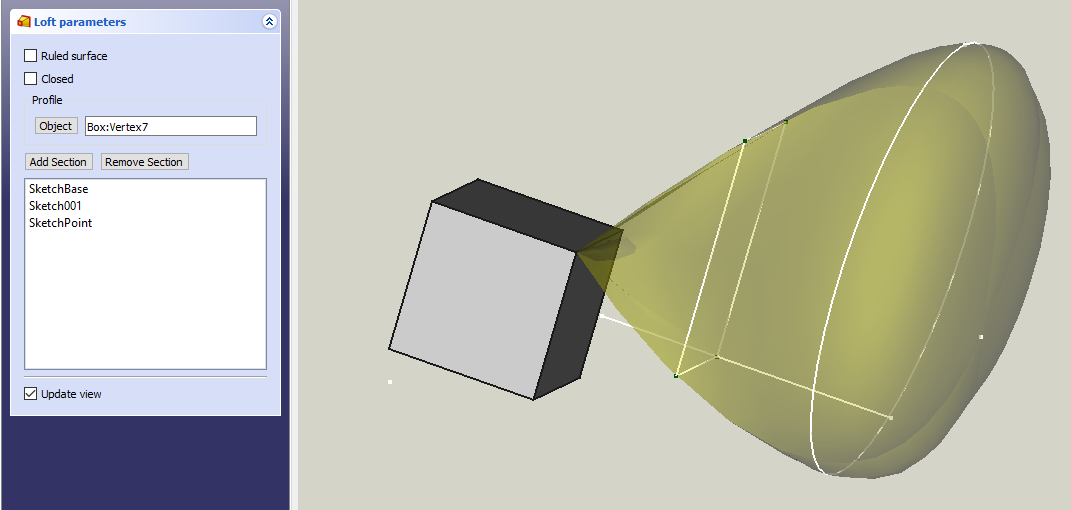 Loft parameters
Ruled surface
Closed
Profile
Object Box:Vertex7
Add Section Remove Section
SketchBase
Sketch001
SketchPoint
Update view